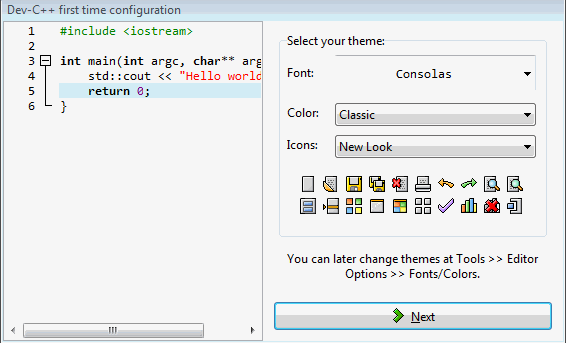 Dev-C++ first time configuration
1 #include <iostream>
2
3 int main(int argc, char** arg
4 std::cout << "Hello world
5 return 0;
6 }
Select your theme:
Font: Consolas
Color: Classic
Icons: New Look
You can later change themes at Tools >> Editor
Options >> Fonts/Colors.
Next